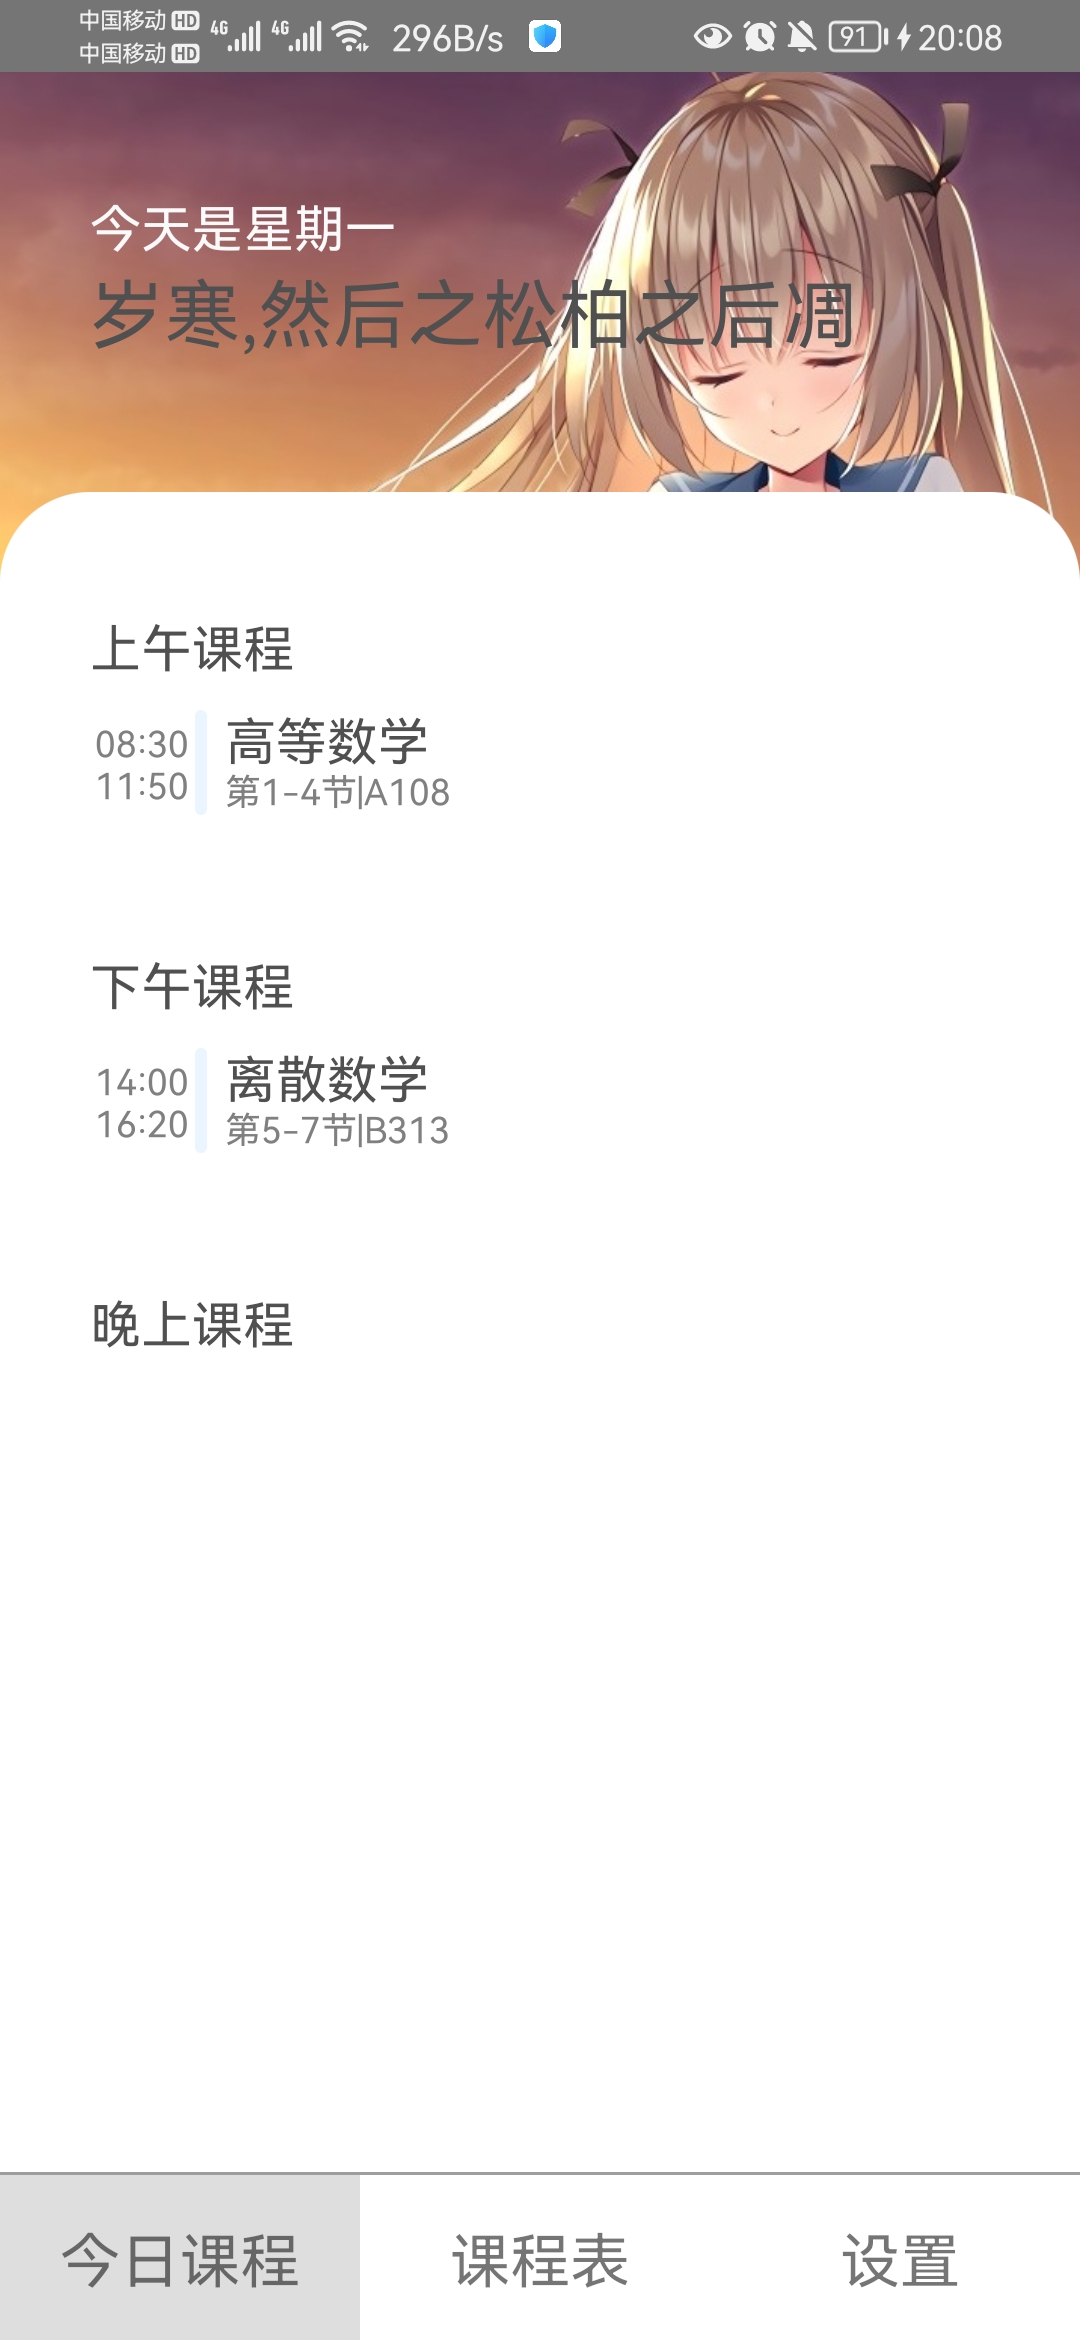 中国移动 HD 4G 4G 296B/s 91 20:08
中国移动 HD
今天是星期一
岁寒,然后之松柏之后凋
上午课程
08:30 高等数学
11:50 第1-4节|A108
下午课程
14:00 离散数学
16:20 第5-7节|B313
晚上课程
今日课程 课程表 设置